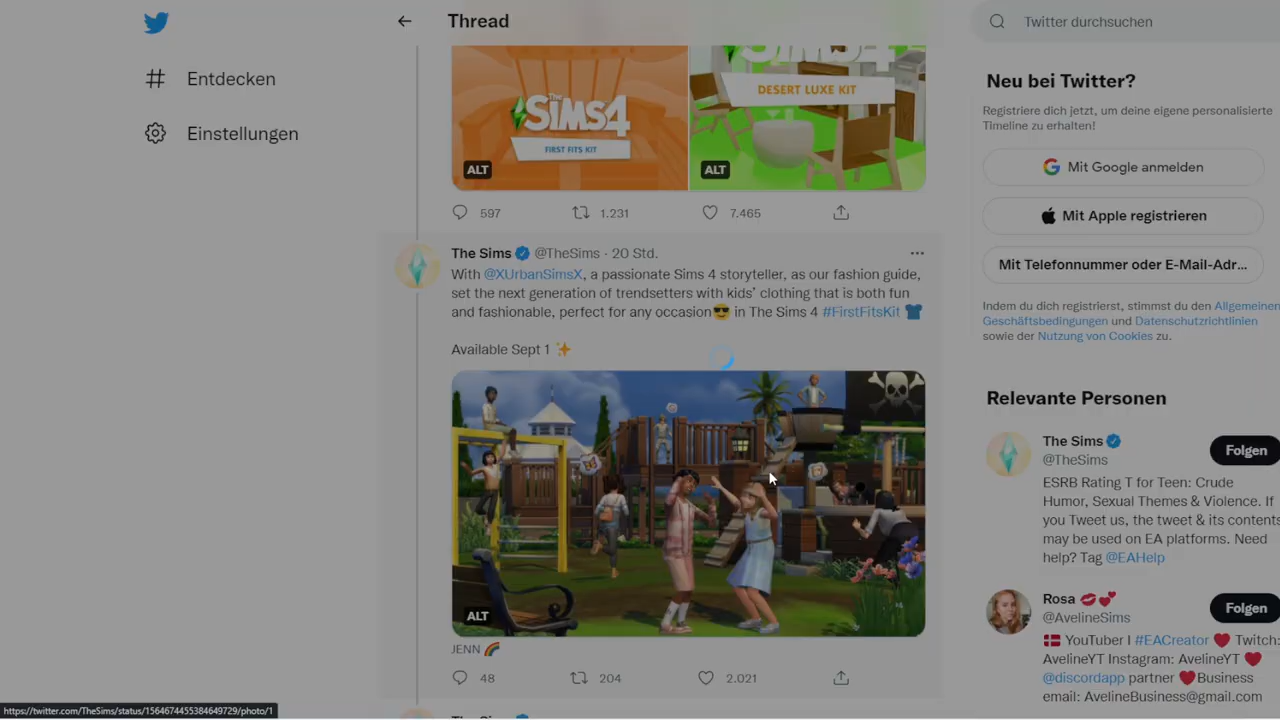 Thread
Twitter durchsuchen
Entdecken
Einstellungen
THE SIMS 4
FIRST FITS KIT
ALT
SIMS4
DESERT LUXE KIT
ALT
597
1.231
7.465
The Sims @TheSims · 20 Std.
With @XUrbanSimsX, a passionate Sims 4 storyteller, as our fashion guide,
set the next generation of trendsetters with kids' clothing that is both fun
and fashionable, perfect for any occasion😎 in The Sims 4 #FirstFitsKit 👕
Available Sept 1 ✨
ALT
JENN 🌈
48
204
2.021
Neu bei Twitter?
Registriere dich jetzt, um deine eigene personalisierte
Timeline zu erhalten!
Mit Google anmelden
Mit Apple registrieren
Mit Telefonnummer oder E-Mail-Adr...
Indem du dich registrierst, stimmst du den Allgemeinen
Geschäftsbedingungen und Datenschutzrichtlinien
sowie der Nutzung von Cookies zu.
Relevante Personen
The Sims
@TheSims
Folgen
ESRB Rating T for Teen: Crude
Humor, Sexual Themes & Violence. If
you Tweet us, the tweet & its contents
may be used on EA platforms. Need
help? Tag @EAHelp
Rosa 💋💕
@AvelineSims
Folgen
🇩🇰 YouTuber I #EACreator ❤️ Twitch:
AvelineYT Instagram: AvelineYT ❤️
@discordapp partner ❤️Business
email: AvelineBusiness@gmail.com
https://twitter.com/TheSims/status/1564674455384649729/photo/1